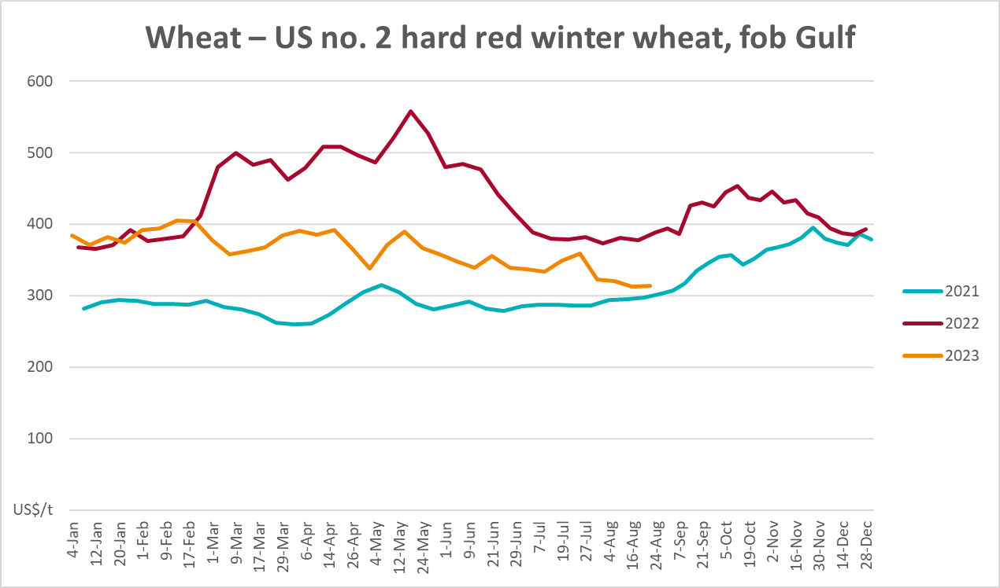 Wheat – US no. 2 hard red winter wheat, fob Gulf
600
500
400
300
200
100
US$/t
4-Jan
12-Jan
20-Jan
1-Feb
9-Feb
17-Feb
1-Mar
9-Mar
17-Mar
29-Mar
6-Apr
14-Apr
26-Apr
4-May
12-May
24-May
1-Jun
9-Jun
21-Jun
29-Jun
7-Jul
19-Jul
27-Jul
4-Aug
16-Aug
24-Aug
7-Sep
21-Sep
5-Oct
19-Oct
2-Nov
16-Nov
30-Nov
14-Dec
28-Dec
2021
2022
2023